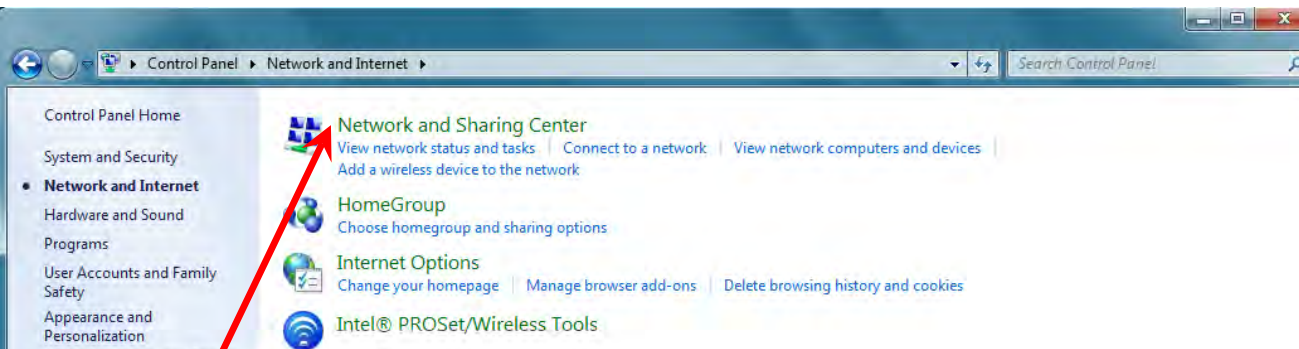 Control Panel ▸ Network and Internet ▸
Search Control Panel
Control Panel Home
System and Security
Network and Internet
Hardware and Sound
Programs
User Accounts and Family
Safety
Appearance and
Personalization
Network and Sharing Center
View network status and tasks Connect to a network View network computers and devices
Add a wireless device to the network
HomeGroup
Choose homegroup and sharing options
Internet Options
Change your homepage Manage browser add-ons Delete browsing history and cookies
Intel® PROSet/Wireless Tools